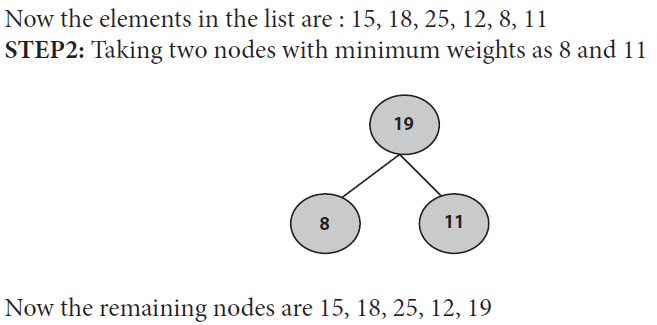 Now the elements in the list are : 15, 18, 25, 12, 8, 11
STEP2: Taking two nodes with minimum weights as 8 and 11
19
8 11
Now the remaining nodes are 15, 18, 25, 12, 19